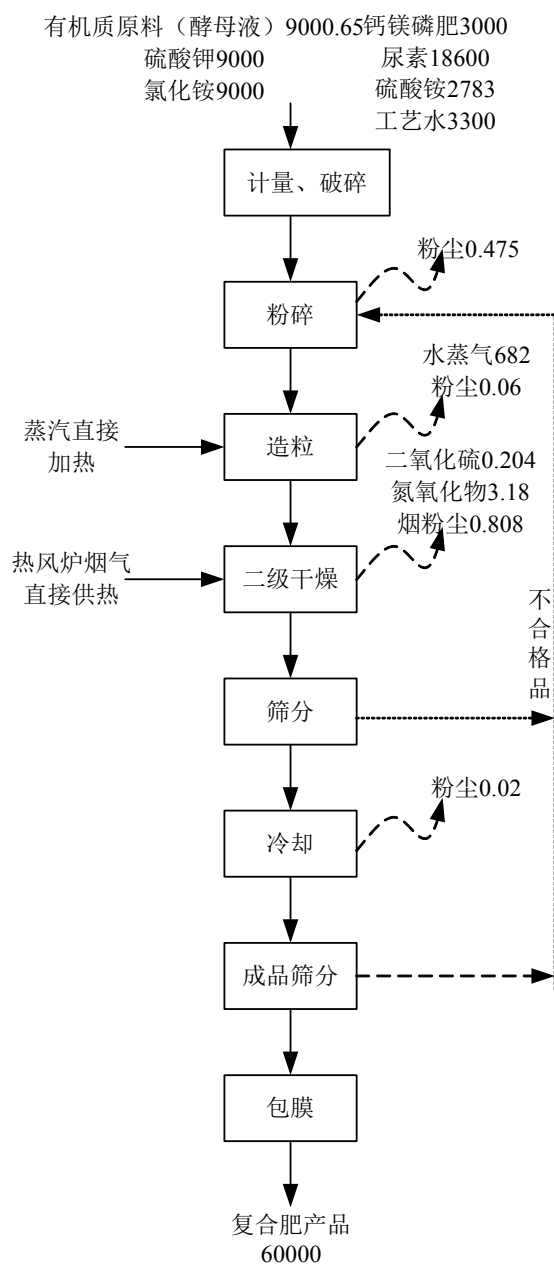 有机质原料（酵母液）9000.65钙镁磷肥3000
硫酸钾9000
尿素18600
氯化铵9000
硫酸铵2783
工艺水3300
计量、破碎
粉尘0.475
粉碎
水蒸气682
粉尘0.06
蒸汽直接
加热
造粒
二氧化硫0.204
氮氧化物3.18
烟粉尘0.808
热风炉烟气
直接供热
二级干燥
不合格品
筛分
粉尘0.02
冷却
成品筛分
包膜
复合肥产品
60000